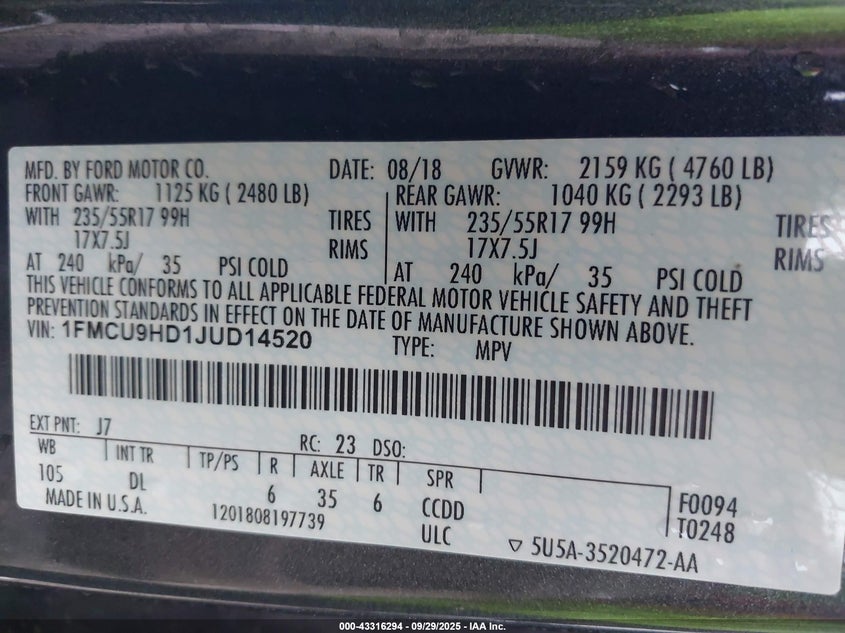 MFD. BY FORD MOTOR CO. DATE: 08/18 GVWR: 2159 KG ( 4760 LB)
FRONT GAWR: 1125 KG ( 2480 LB) REAR GAWR: 1040 KG ( 2293 LB)
WITH 235/55R17 99H TIRES WITH 235/55R17 99H TIRES
17X7.5J RIMS 17X7.5J RIMS
AT 240 kPa/ 35 PSI COLD AT 240 kPa/ 35 PSI COLD
THIS VEHICLE CONFORMS TO ALL APPLICABLE FEDERAL MOTOR VEHICLE SAFETY AND THEFT
PREVENTION STANDARDS IN EFFECT ON THE DATE OF MANUFACTURE SHOWN ABOVE.
VIN: 1FMCU9HD1JUD14520 TYPE: MPV
EXT PNT: J7 RC: 23 DSO:
WB INT TR TP/PS R AXLE TR SPR
105 DL 6 35 6 CCDD F0094
MADE IN U.S.A. 1201808197739 ULC T0248
5U5A-3520472-AA
000-43316294 - 09/29/2025 - IAA Inc.